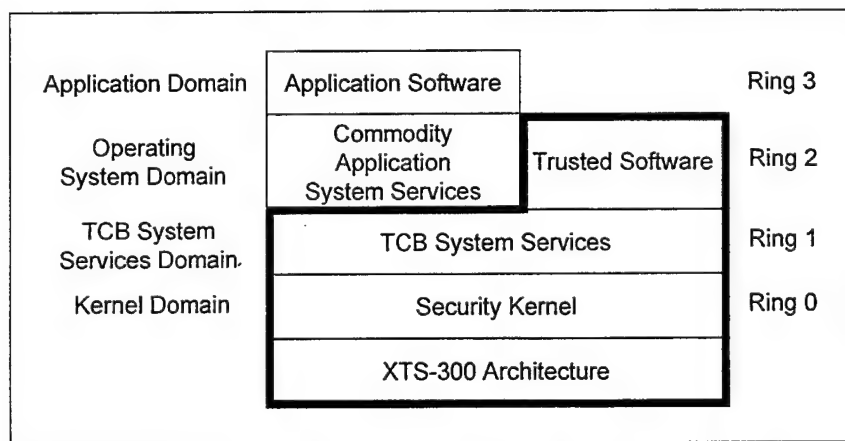 Application Domain
Application Software
Ring 3
Operating
System Domain
Commodity
Application
System Services
Trusted Software
Ring 2
TCB System
Services Domain.
TCB System Services
Ring 1
Kernel Domain
Security Kernel
Ring 0
XTS-300 Architecture